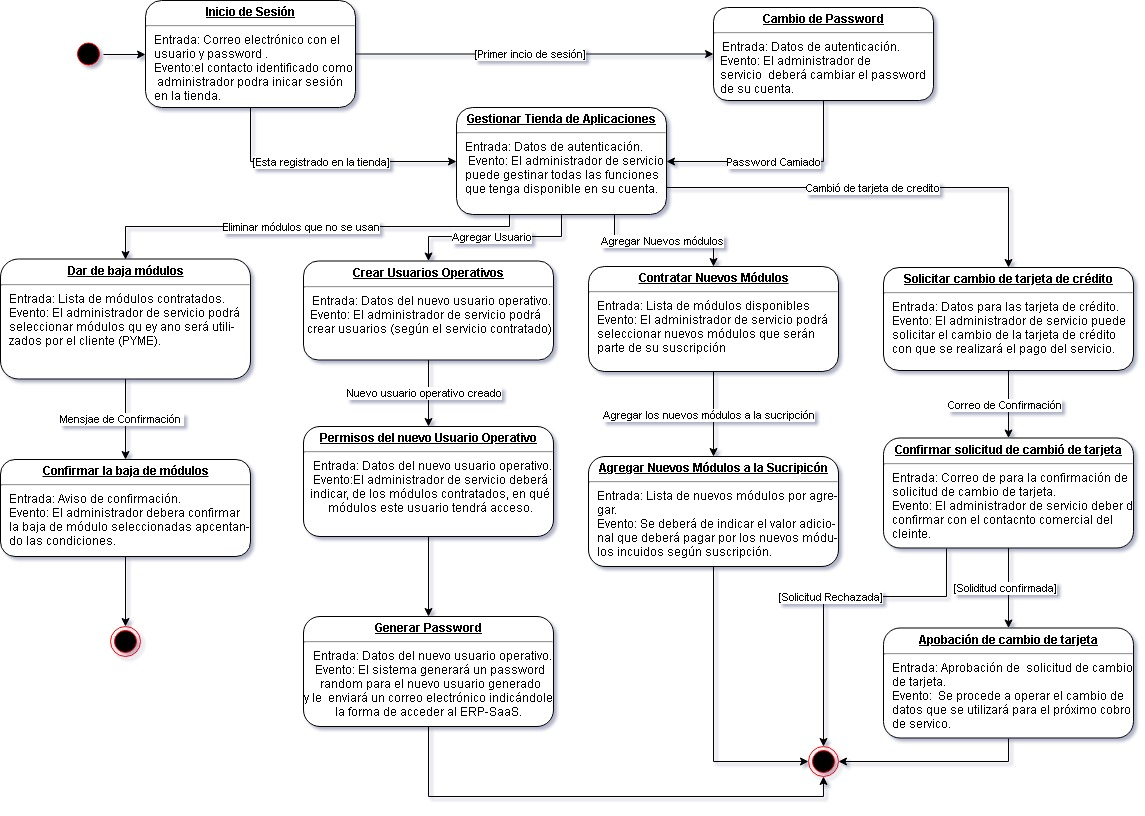 Inicio de Sesión
Entrada: Correo electrónico con el
usuario y password .
Evento:el contacto identificado como
administrador podra inicar sesión
en la tienda.
[Primer incio de sesión]
Cambio de Password
Entrada: Datos de autenticación.
Evento: El administrador de
servicio  deberá cambiar el password
de su cuenta.
[Esta registrado en la tienda]
Gestionar Tienda de Aplicaciones
Entrada: Datos de autenticación.
Evento: El administrador de servicio
puede gestinar todas las funciones
que tenga disponible en su cuenta.
Password Camiado
Cambió de tarjeta de credito
Eliminar módulos que no se usan
Agregar Usuario
Agregar Nuevos módulos
Dar de baja módulos
Entrada: Lista de módulos contratados.
Evento: El administrador de servicio podrá
seleccionar módulos qu ey ano será utili-
zados por el cliente (PYME).
Crear Usuarios Operativos
Entrada: Datos del nuevo usuario operativo.
Evento: El administrador de servicio podrá
crear usuarios (según el servicio contratado)
Contratar Nuevos Módulos
Entrada: Lista de módulos disponibles
Evento: El administrador de servicio podrá
seleccionar nuevos módulos que serán
parte de su suscripción
Solicitar cambio de tarjeta de crédito
Entrada: Datos para las tarjeta de crédito.
Evento: El administrador de servicio puede
solicitar el cambio de la tarjeta de crédito
con que se realizará el pago del servicio.
Mensjae de Confirmación
Nuevo usuario operativo creado
Agregar los nuevos módulos a la sucripción
Correo de Confirmación
Confirmar la baja de módulos
Entrada: Aviso de confirmación.
Evento: El administrador debera confirmar
la baja de módulo seleccionadas apcentan-
do las condiciones.
Permisos del nuevo Usuario Operativo
Entrada: Datos del nuevo usuario operativo.
Evento:El administrador de servicio deberá
indicar, de los módulos contratados, en qué
módulos este usuario tendrá acceso.
Agregar Nuevos Módulos a la Sucripicón
Entrada: Lista de nuevos módulos por agre-
gar.
Evento: Se deberá de indicar el valor adicio-
nal que deberá pagar por los nuevos módu-
los incuidos según suscripción.
Confirmar solicitud de cambió de tarjeta
Entrada: Correo de para la confirmación de
solicitud de cambio de tarjeta.
Evento: El administrador de servicio deber d
confirmar con el contacnto comercial del
cleinte.
[Solicitud Rechazada]
[Soliditud confirmada]
Generar Password
Entrada: Datos del nuevo usuario operativo.
Evento: El sistema generará un password
random para el nuevo usuario generado
y le  enviará un correo electrónico indicándole
la forma de acceder al ERP-SaaS.
Apobación de cambio de tarjeta
Entrada: Aprobación de  solicitud de cambio
de tarjeta.
Evento:  Se procede a operar el cambio de
datos que se utilizará para el próximo cobro
de servico.